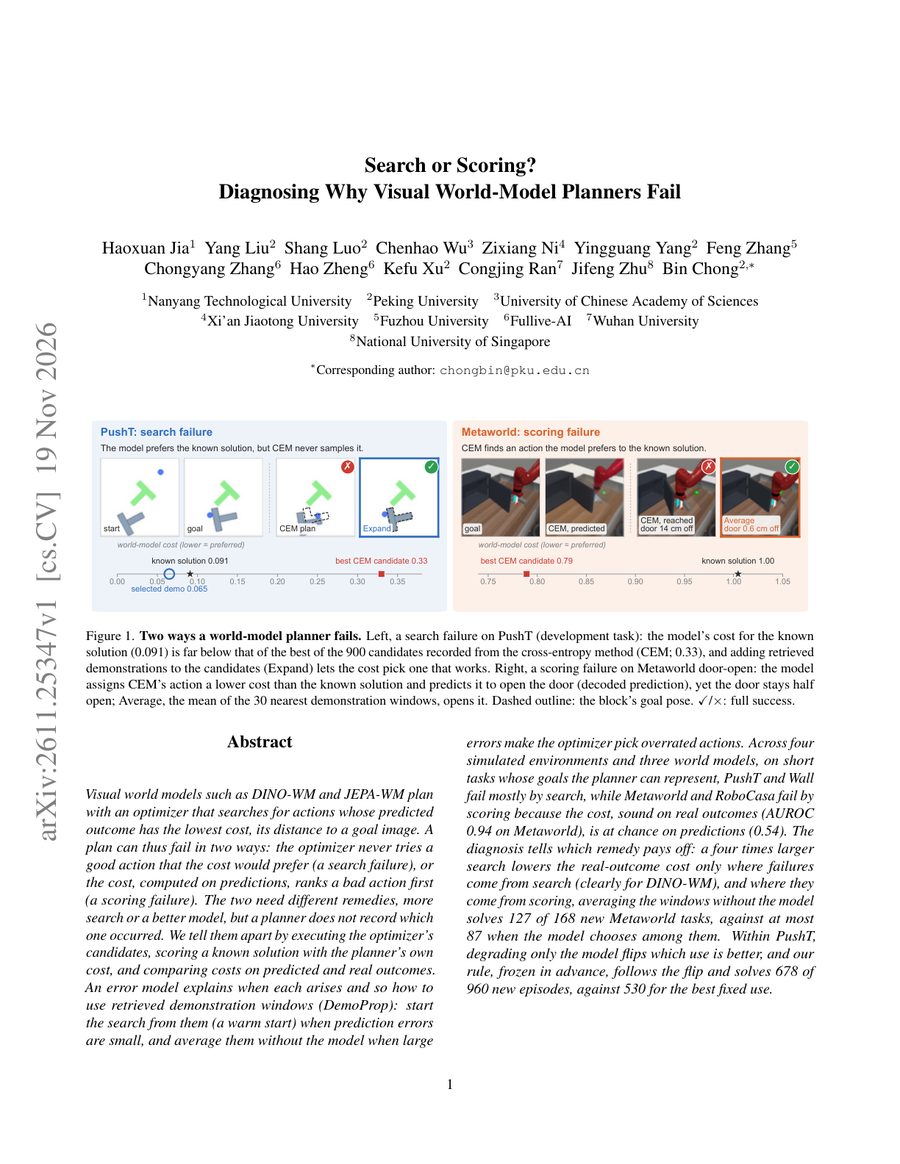 arXiv:2611.25347v1 [cs.CV] 19 Nov 2026
Search or Scoring?
Diagnosing Why Visual World-Model Planners Fail
Haoxuan Jia1 Yang Liu2 Shang Luo2 Chenhao Wu3 Zixiang Ni4 Yingguang Yang2 Feng Zhang5
Chongyang Zhang6 Hao Zheng6 Kefu Xu2 Congjing Ran7 Jifeng Zhu8 Bin Chong2,*
1Nanyang Technological University 2Peking University 3University of Chinese Academy of Sciences
4Xi'an Jiaotong University 5Fuzhou University 6Fullive-AI 7Wuhan University
8National University of Singapore
*Corresponding author: chongbin@pku.edu.cn
PushT: search failure
The model prefers the known solution, but CEM never samples it.
start
goal
CEM plan
Expand
world-model cost (lower = preferred)
known solution 0.091
best CEM candidate 0.33
0.00 0.05 0.10 0.15 0.20 0.25 0.30 0.35
selected demo 0.065
Metaworld: scoring failure
CEM finds an action the model prefers to the known solution.
goal
CEM, predicted
CEM, reached
door 14 cm off
Average
door 0.6 cm off
world-model cost (lower = preferred)
best CEM candidate 0.79
known solution 1.00
0.75 0.80 0.85 0.90 0.95 1.00 1.05
Figure 1. Two ways a world-model planner fails. Left, a search failure on PushT (development task): the model's cost for the known
solution (0.091) is far below that of the best of the 900 candidates recorded from the cross-entropy method (CEM; 0.33), and adding retrieved
demonstrations to the candidates (Expand) lets the cost pick one that works. Right, a scoring failure on Metaworld door-open: the model
assigns CEM's action a lower cost than the known solution and predicts it to open the door (decoded prediction), yet the door stays half
open; Average, the mean of the 30 nearest demonstration windows, opens it. Dashed outline: the block's goal pose. ✓/×: full success.
Abstract
Visual world models such as DINO-WM and JEPA-WM plan
with an optimizer that searches for actions whose predicted
outcome has the lowest cost, its distance to a goal image. A
plan can thus fail in two ways: the optimizer never tries a
good action that the cost would prefer (a search failure), or
the cost, computed on predictions, ranks a bad action first
(a scoring failure). The two need different remedies, more
search or a better model, but a planner does not record which
one occurred. We tell them apart by executing the optimizer's
candidates, scoring a known solution with the planner's own
cost, and comparing costs on predicted and real outcomes.
An error model explains when each arises and so how to
use retrieved demonstration windows (DemoProp): start
the search from them (a warm start) when prediction errors
are small, and average them without the model when large
errors make the optimizer pick overrated actions. Across four
simulated environments and three world models, on short
tasks whose goals the planner can represent, PushT and Wall
fail mostly by search, while Metaworld and RoboCasa fail by
scoring because the cost, sound on real outcomes (AUROC
0.94 on Metaworld), is at chance on predictions (0.54). The
diagnosis tells which remedy pays off: a four times larger
search lowers the real-outcome cost only where failures
come from search (clearly for DINO-WM), and where they
come from scoring, averaging the windows without the model
solves 127 of 168 new Metaworld tasks, against at most
87 when the model chooses among them. Within PushT,
degrading only the model flips which use is better, and our
rule, frozen in advance, follows the flip and solves 678 of
960 new episodes, against 530 for the best fixed use.
1